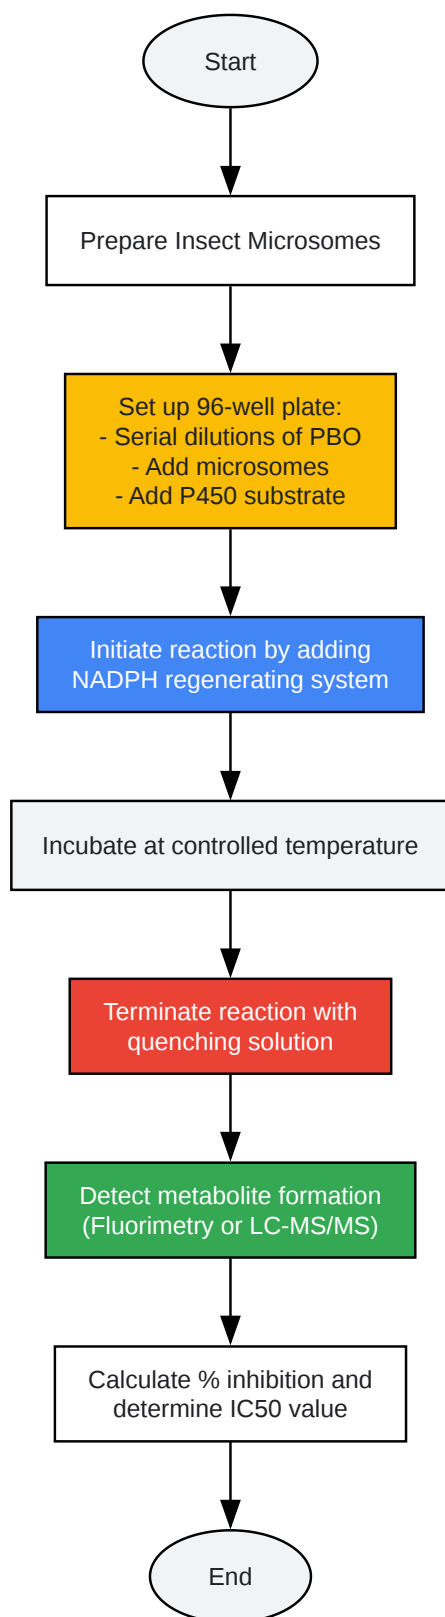 Start
Prepare Insect Microsomes
Set up 96-well plate:
- Serial dilutions of PBO
- Add microsomes
- Add P450 substrate
Initiate reaction by adding
NADPH regenerating system
Incubate at controlled temperature
Terminate reaction with
quenching solution
Detect metabolite formation
(Fluorimetry or LC-MS/MS)
Calculate % inhibition and
determine IC50 value
End